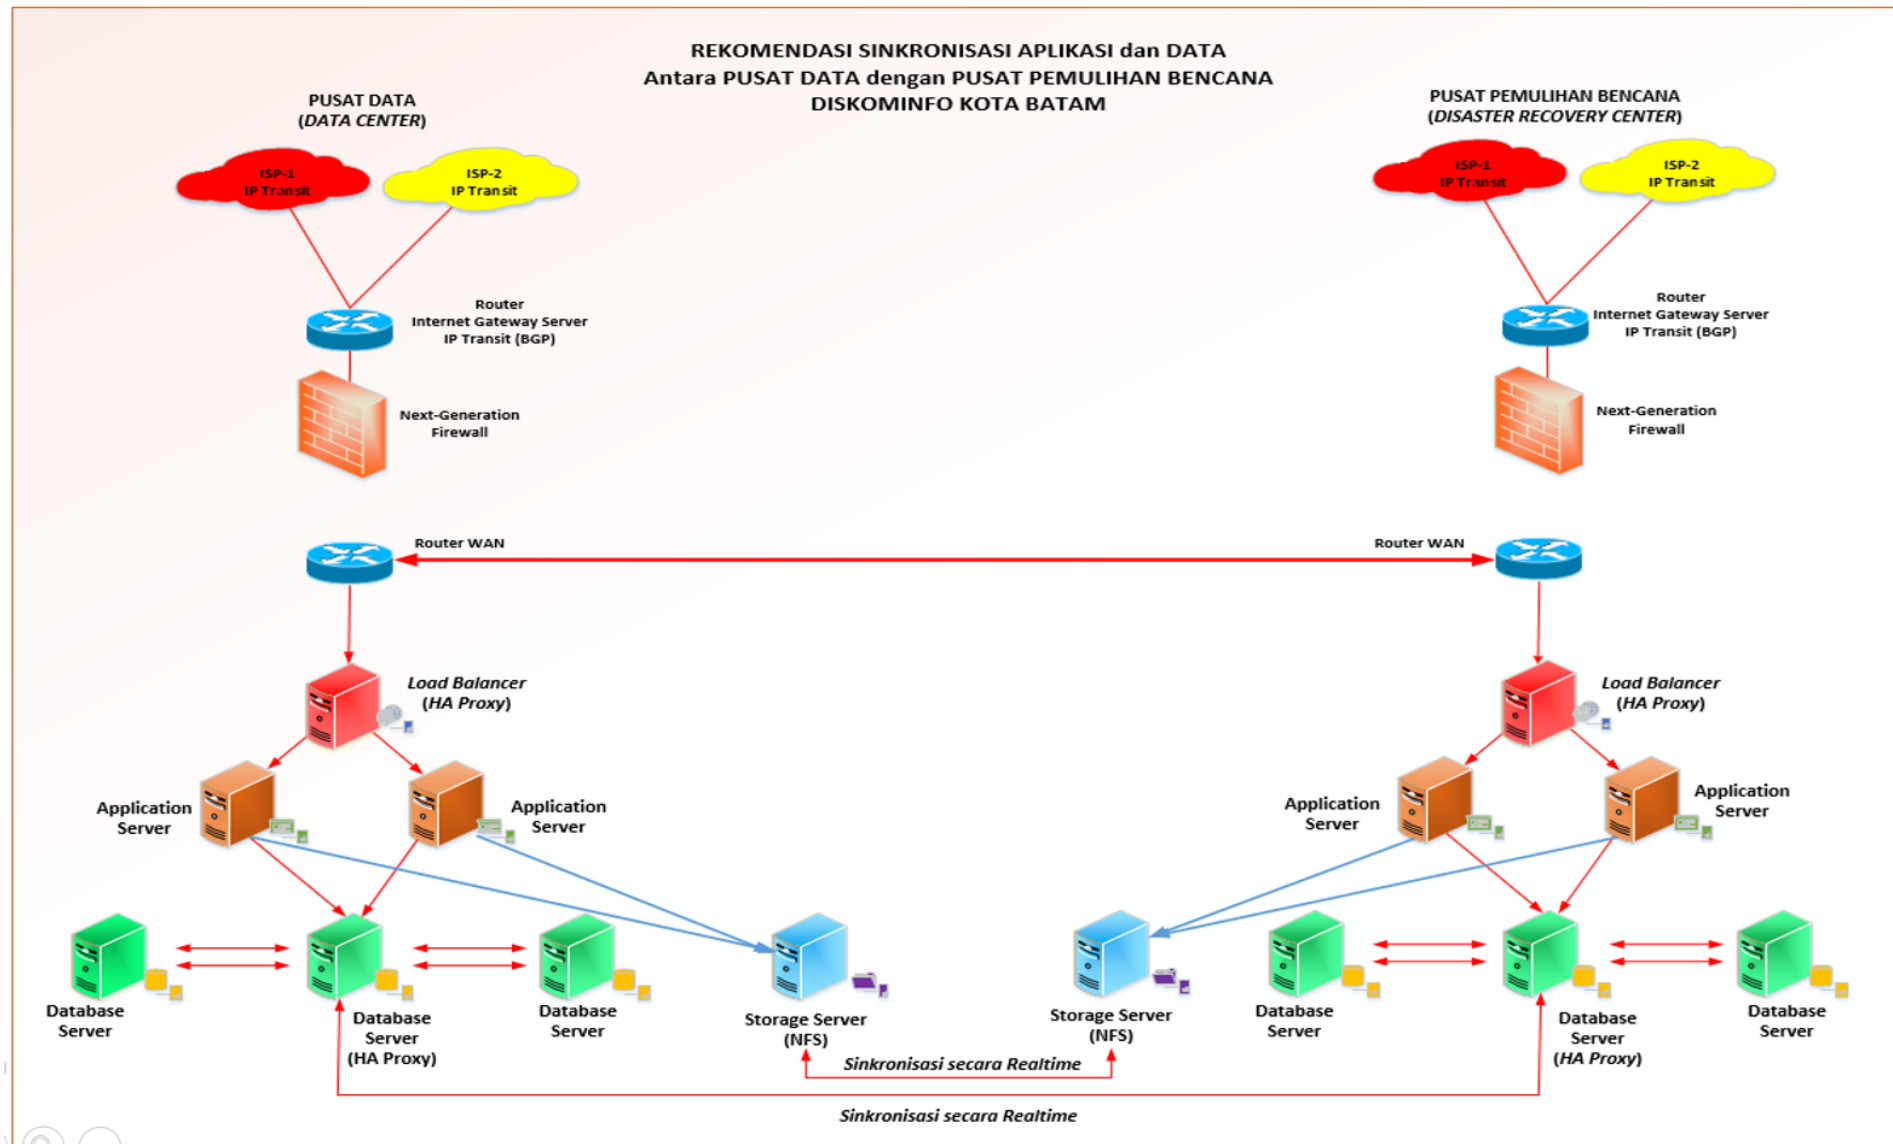 REKOMENDASI SINKRONISASI APLIKASI dan DATA
Antara PUSAT DATA dengan PUSAT PEMULIHAN BENCANA
DISKOMINFO KOTA BATAM
PUSAT DATA
(DATA CENTER)
ISP-1
IP Transit
ISP-2
IP Transit
Router
Internet Gateway Server
IP Transit (BGP)
Next-Generation
Firewall
Router WAN
Load Balancer
(HA Proxy)
Application
Server
Application
Server
Database
Server
Database
Server
(HA Proxy)
Database
Server
Storage Server
(NFS)
PUSAT PEMULIHAN BENCANA
(DISASTER RECOVERY CENTER)
ISP-1
IP Transit
ISP-2
IP Transit
Router
Internet Gateway Server
IP Transit (BGP)
Next-Generation
Firewall
Router WAN
Load Balancer
(HA Proxy)
Application
Server
Application
Server
Storage Server
(NFS)
Database
Server
Database
Server
(HA Proxy)
Database
Server
Sinkronisasi secara Realtime
Sinkronisasi secara Realtime